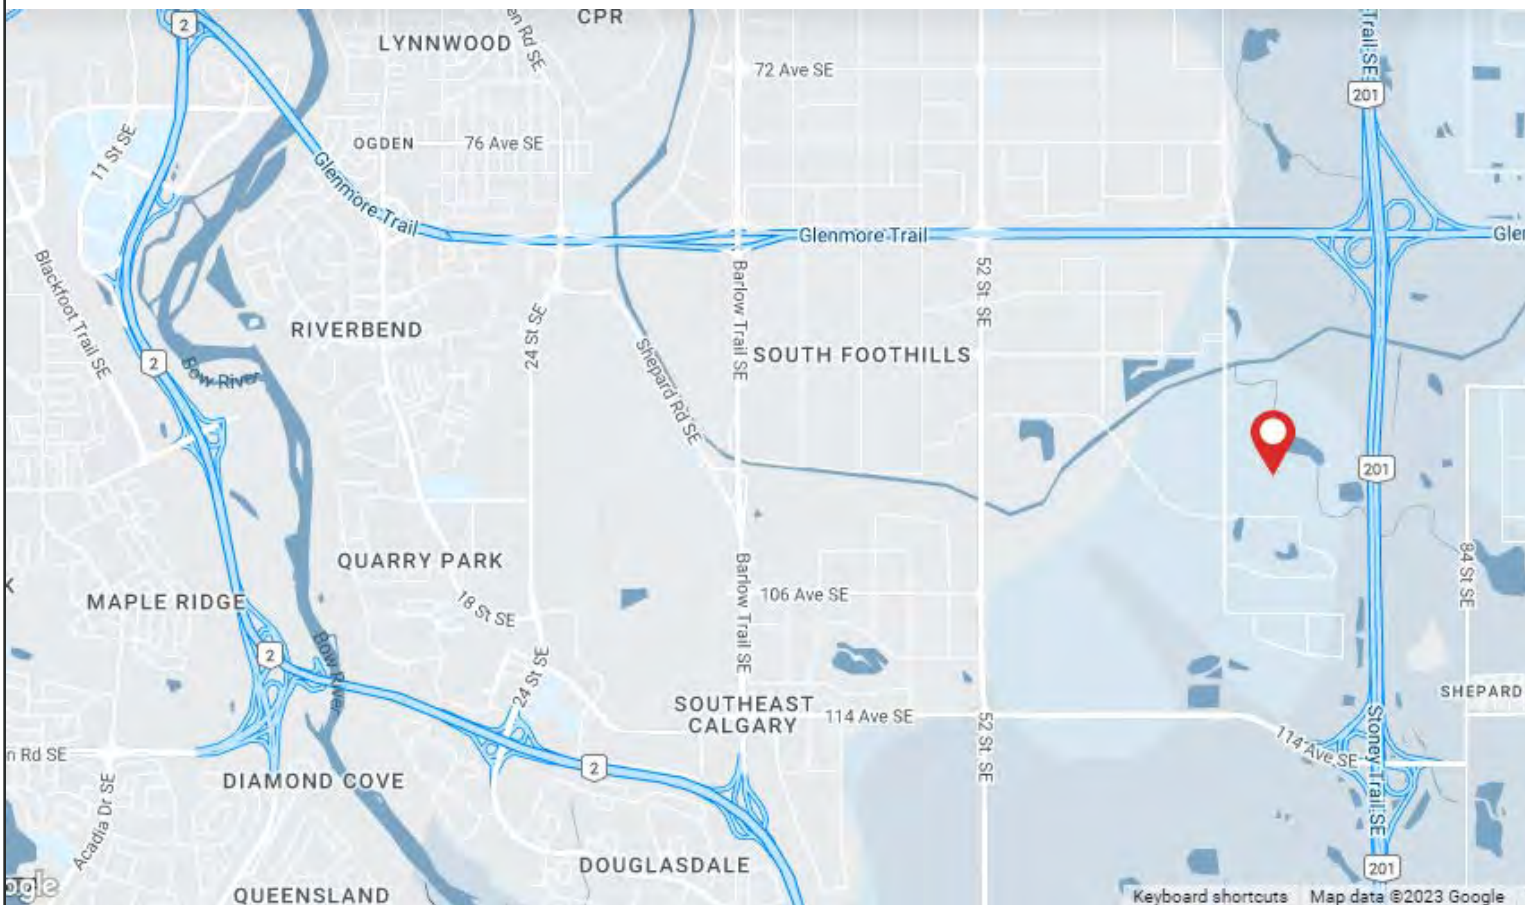 2
CPR
LYNNWOOD
Trail SE
72 Ave SE
201
11 St SE
OGDEN
76 Ave SE
Glenmore Trail
Glenmore Trail
Blackfoot Trail SE
Barlow Trail SE
52 St. SE
RIVERBEND
24 St SE
2
Bow River
Shepard Rd SE
SOUTH FOOTHILLS
201
QUARRY PARK
84 St SE
MAPLE RIDGE
18 St SE
106 Ave SE
Barlow Trail SE
2
Bow River
24 St SE
SHEPARD
SOUTHEAST
CALGARY
114 Ave SE
52 St. SE
114 Ave SE
Stoney Trail SE
n Rd SE
2
DIAMOND COVE
Acadia Dr SE
DOUGLASDALE
201
QUEENSLAND
Keyboard shortcuts
Map data ©2023 Google